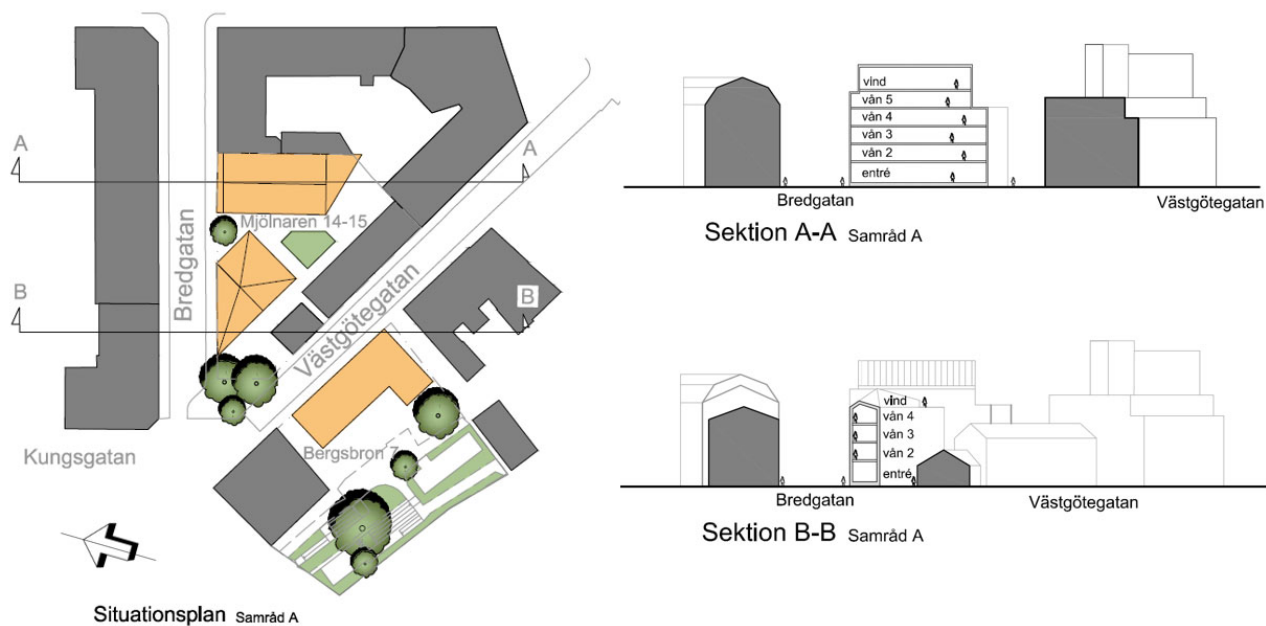 A
A
Mjölnaren 14-15
Bredgatan
B
B
Västgötegatan
Bergsbron 7
Kungsgatan
Situationsplan Samråd A
vind
vån 5
vån 4
vån 3
vån 2
entré
Bredgatan
Västgötegatan
Sektion A-A Samråd A
vind
vån 4
vån 3
vån 2
entré
Bredgatan
Västgötegatan
Sektion B-B Samråd A